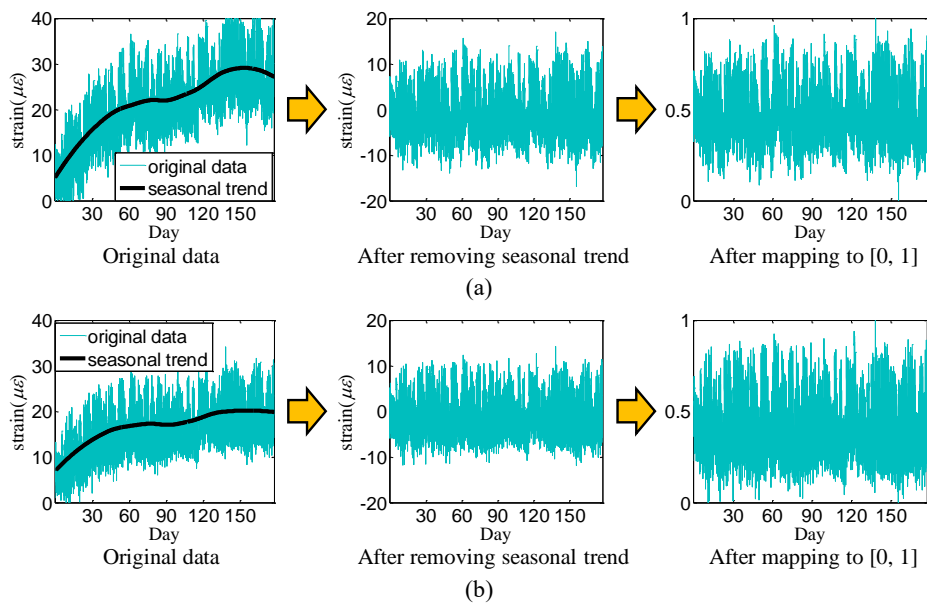 40
30
20
10
0
strain(με)
original data
seasonal trend
30 60 90 120 150
Day
Original data
20
10
0
-10
-20
strain(με)
30 60 90 120 150
Day
After removing seasonal trend
1
0.5
0
30 60 90 120 150
Day
After mapping to [0, 1]
(a)
40
30
20
10
0
strain(με)
original data
seasonal trend
30 60 90 120 150
Day
Original data
20
10
0
-10
-20
strain(με)
30 60 90 120 150
Day
After removing seasonal trend
1
0.5
0
30 60 90 120 150
Day
After mapping to [0, 1]
(b)